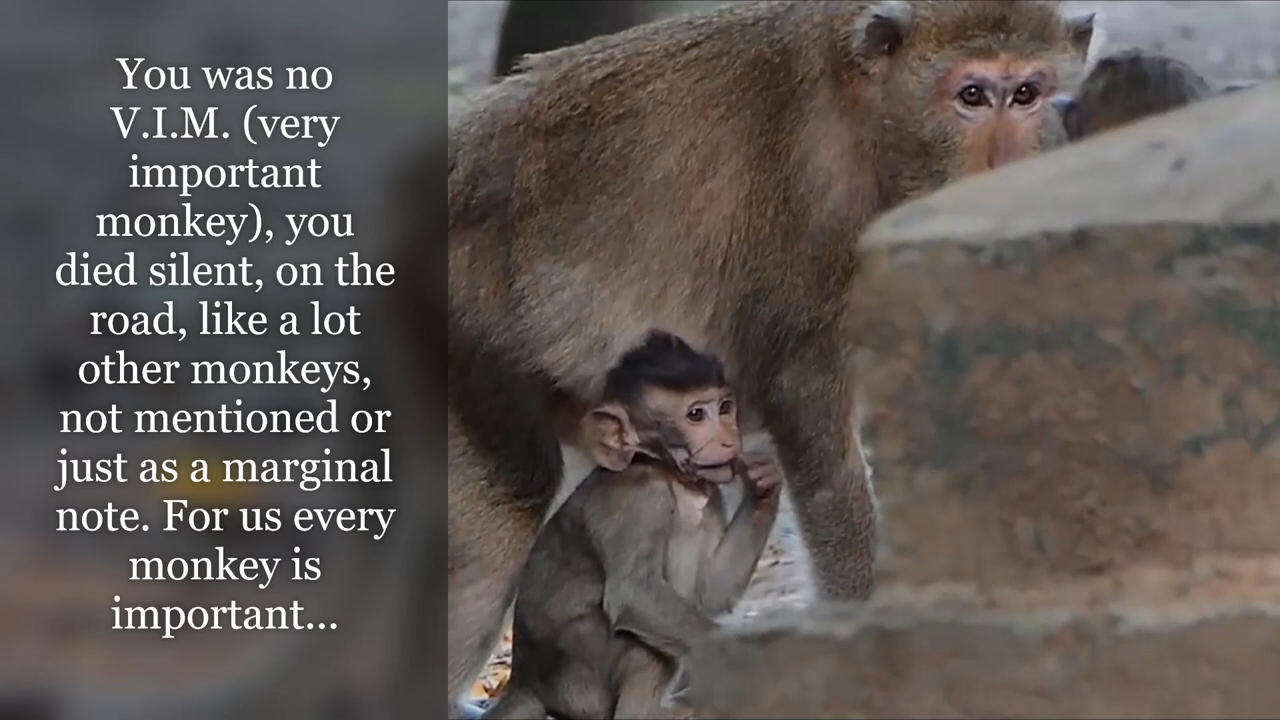 You was no
V.I.M. (very
important
monkey), you
died silent, on the
road, like a lot
other monkeys,
not mentioned or
just as a marginal
note. For us every
monkey is
important...